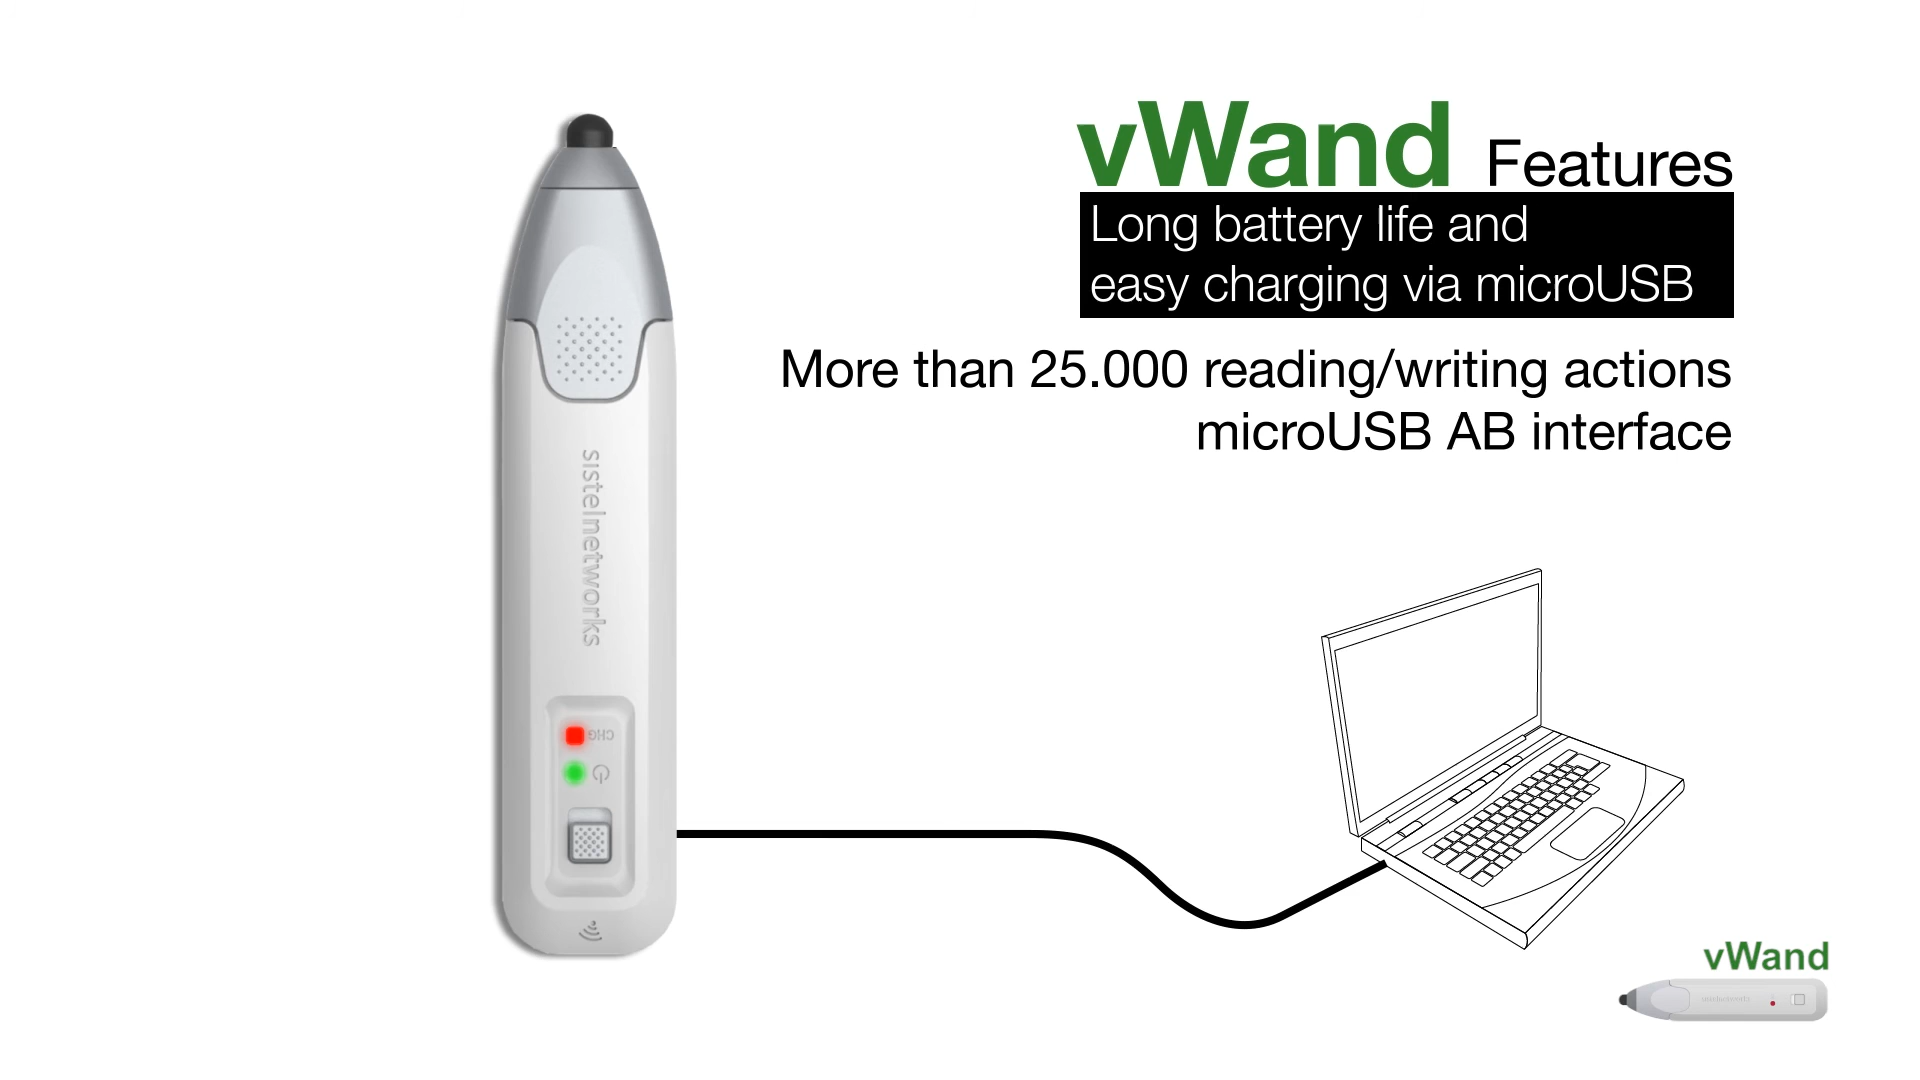 vWand Features
Long battery life and
easy charging via microUSB
More than 25.000 reading/writing actions
microUSB AB interface
sistelnetworks
CHG
vWand
sistelnetworks